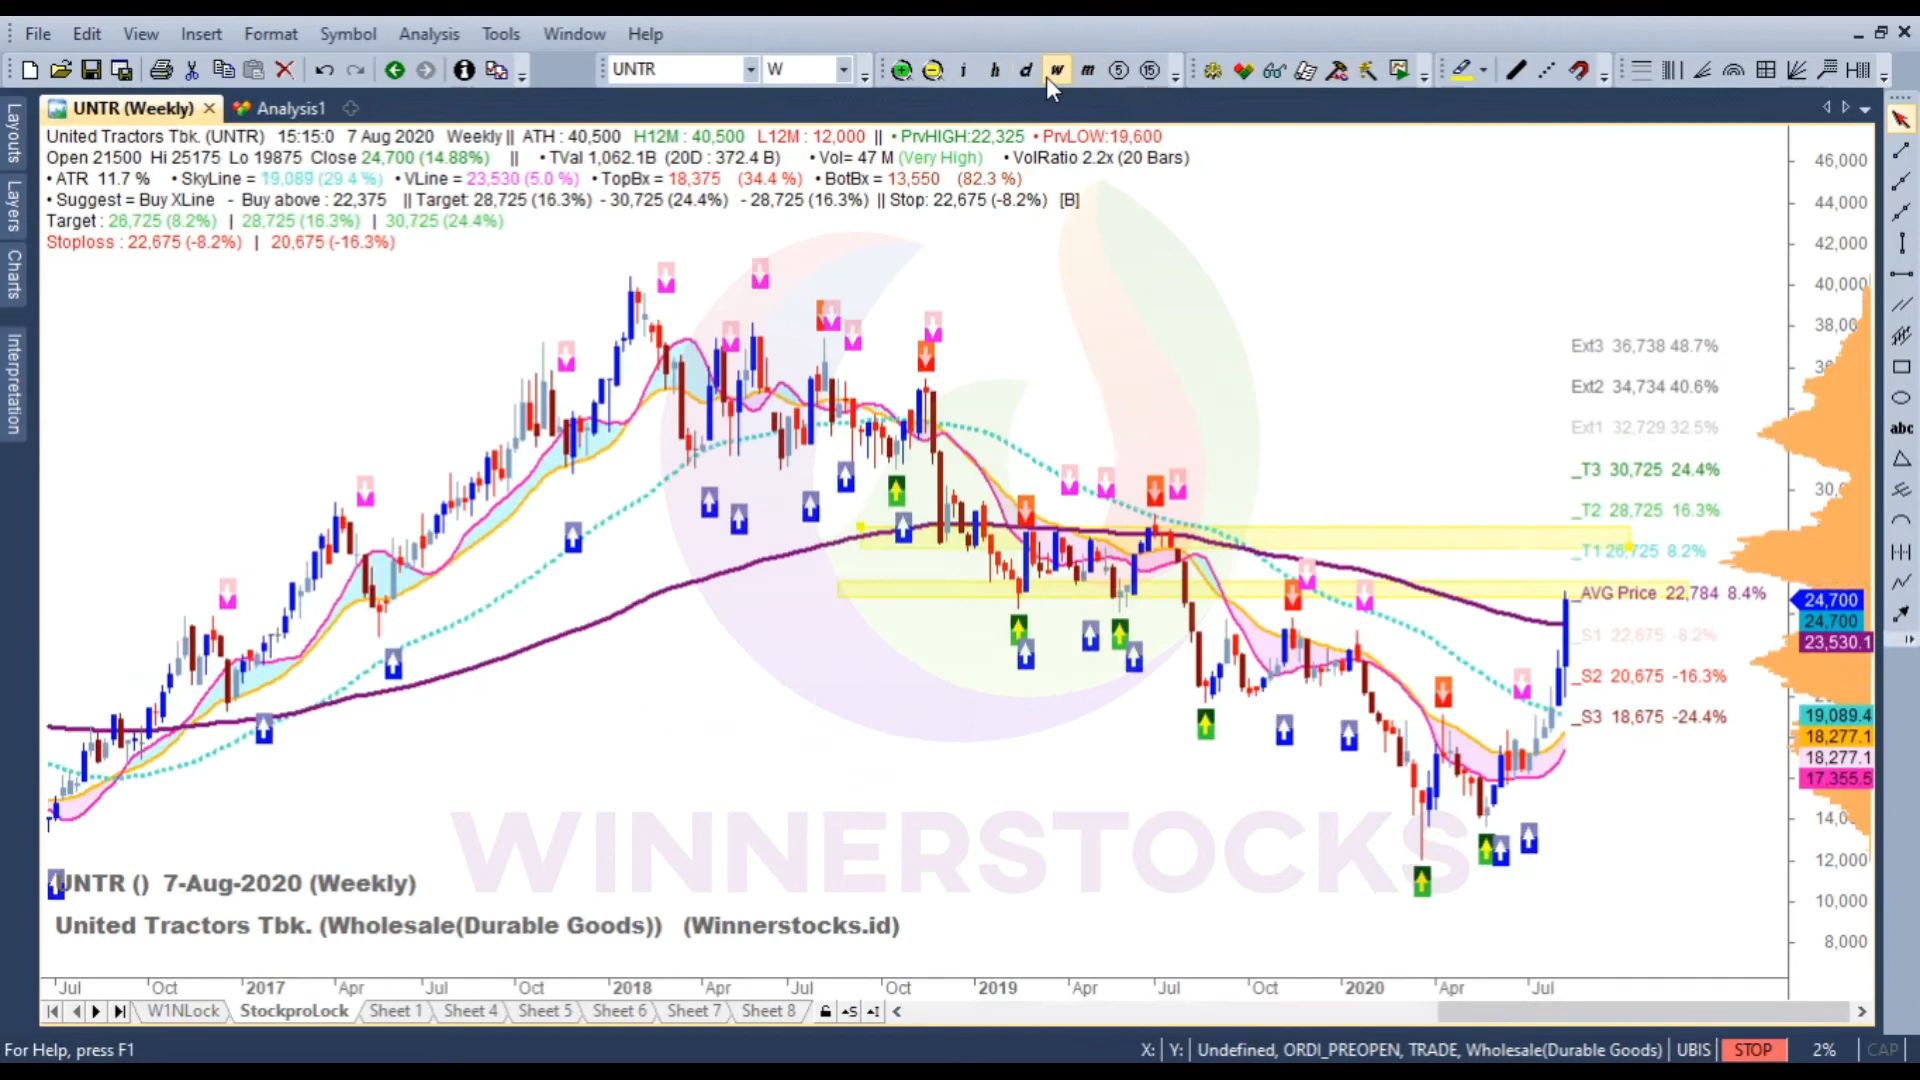 File Edit View Insert Format Symbol Analysis Tools Window Help
UNTR W i h d w m 5 15
Layouts
Layers
Charts
Interpretation
UNTR (Weekly) Analysis1
United Tractors Tbk. (UNTR) 15:15:0 7 Aug 2020 Weekly || ATH : 40,500 H12M : 40,500 L12M : 12,000 || • PrvHIGH:22,325 • PrvLOW:19,600
Open 21500 Hi 25175 Lo 19875 Close 24,700 (14.88%) || • TVal 1,062.1B (20D : 372.4 B) • Vol= 47 M (Very High) • VolRatio 2.2x (20 Bars)
• ATR 11.7 % • SkyLine = 19,089 (29.4 %) • VLine = 23,530 (5.0 %) • TopBx = 18,375 (34.4 %) • BotBx = 13,550 (82.3 %)
• Suggest = Buy XLine - Buy above : 22,375 || Target: 28,725 (16.3%) - 30,725 (24.4%) - 28,725 (16.3%) || Stop: 22,675 (-8.2%) [B]
Target : 26,725 (8.2%) | 28,725 (16.3%) | 30,725 (24.4%)
Stoploss : 22,675 (-8.2%) | 20,675 (-16.3%)
46,000
44,000
42,000
40,000
38,00
Ext3 36,738 48.7%
Ext2 34,734 40.6%
Ext1 32,729 32.5%
_T3 30,725 24.4%
_T2 28,725 16.3%
_T1 26,725 8.2%
_AVG Price 22,784 8.4%
_S1 22,675 -8.2%
_S2 20,675 -16.3%
_S3 18,675 -24.4%
24,700
24,700
23,530.1
19,089.4
18,277.1
18,277.1
17,355.5
12,000
10,000
8,000
abc
WINNERSTOCKS
UNTR () 7-Aug-2020 (Weekly)
United Tractors Tbk. (Wholesale(Durable Goods)) (Winnerstocks.id)
Jul Oct 2017 Apr Jul Oct 2018 Apr Jul Oct 2019 Apr Jul Oct 2020 Apr Jul
W1NLock StockproLock Sheet 1 Sheet 4 Sheet 5 Sheet 6 Sheet 7 Sheet 8
For Help, press F1 X: Y: Undefined, ORDI_PREOPEN, TRADE, Wholesale(Durable Goods) UBIS STOP 2% CAP